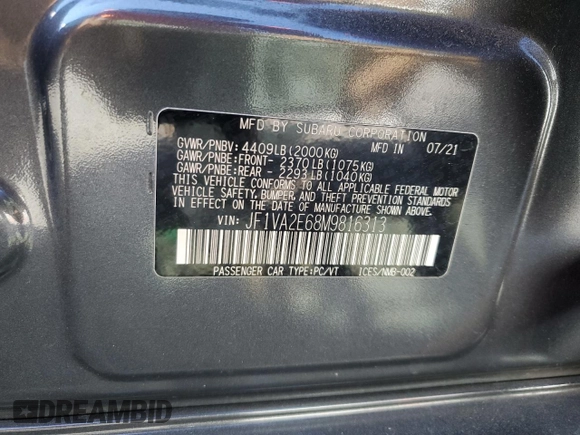 MFD BY SUBARU CORPORATION
GVWR/PNBV: 4409LB(2000KG) MFD IN 07/21
GAWR/PNBE:FRONT- 2370LB(1075KG)
GAWR/PNBE:REAR - 2293LB(1040KG)
THIS VEHICLE CONFORMS TO ALL APPLICABLE FEDERAL MOTOR
VEHICLE SAFETY, BUMPER, AND THEFT PREVENTION STANDARDS
IN EFFECT ON THE DATE OF MANUFACTURE SHOWN ABOVE.
VIN: JF1VA2E68M9816313
PASSENGER CAR TYPE:PC/VT ICES/NMB-002
DREAMBID